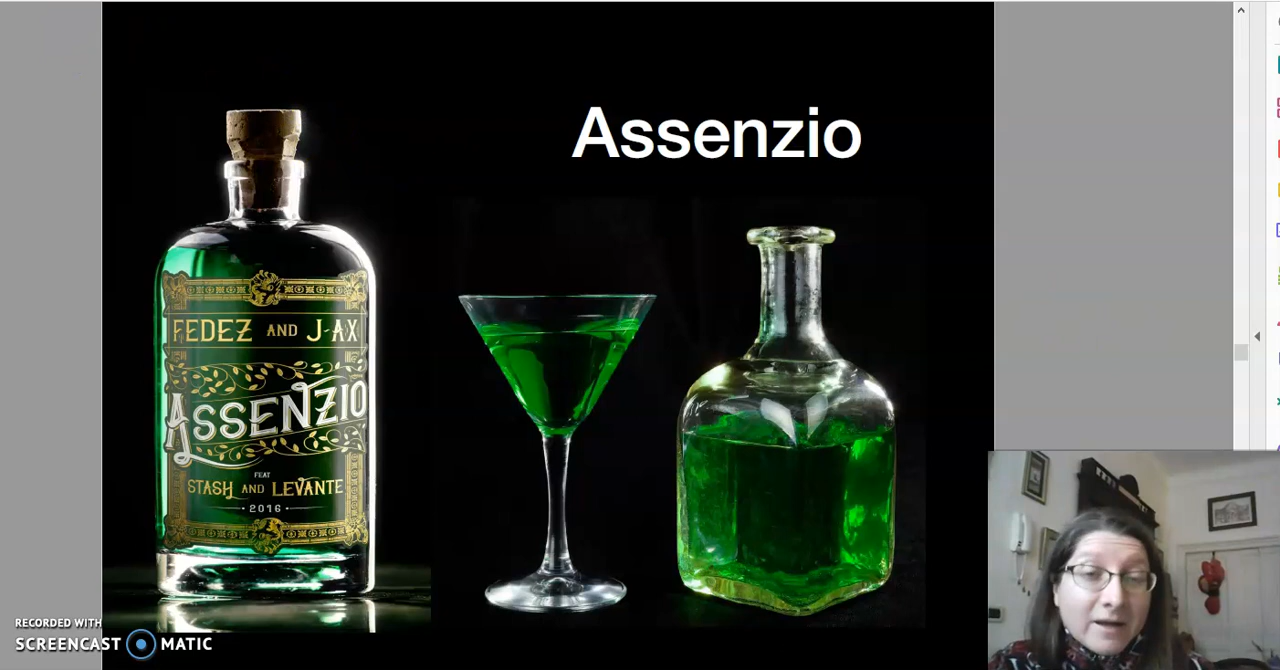 Assenzio
FEDEZ AND J-AX
ASSENZIO
FEAT
STASH AND LEVANTE
2016
RECORDED WITH
SCREENCAST MATIC